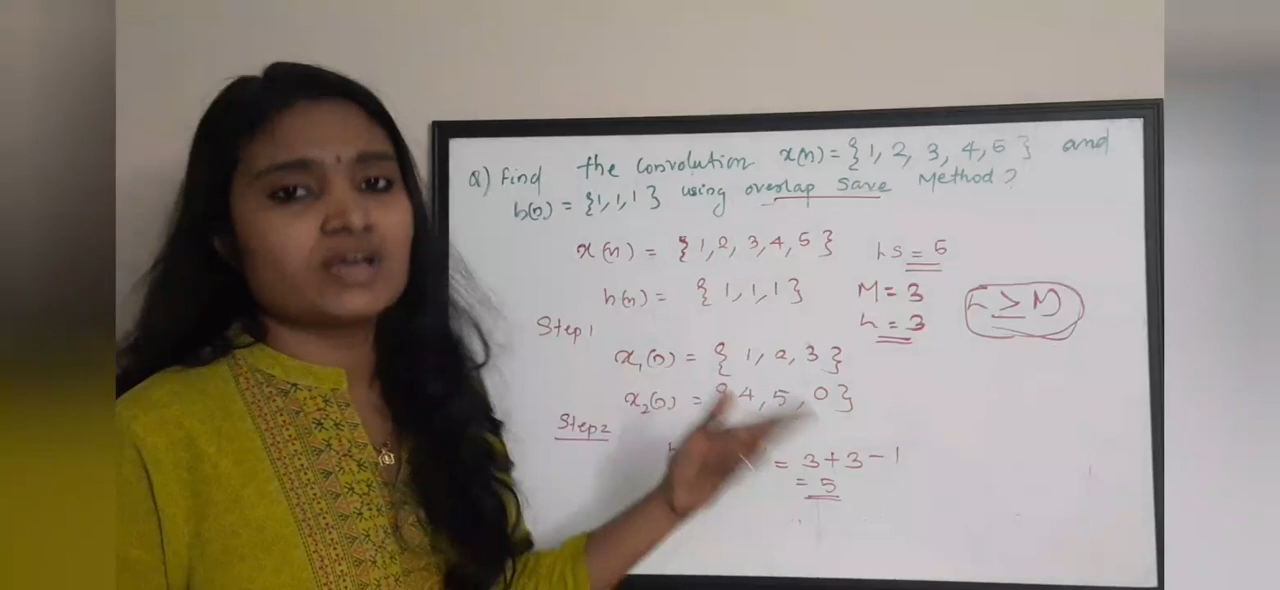 Q) Find the convolution x(n) = {1, 2, 3, 4, 5} and
h(n) = {1, 1, 1} using overlap save Method?
x(n) = {1, 2, 3, 4, 5} LS = 5
h(n) = {1, 1, 1} M = 3
Step1 L = 3 L ≥ M
x₁(n) = {1, 2, 3}
x₂(n) = {4, 5, 0}
Step2
= 3+3-1
= 5